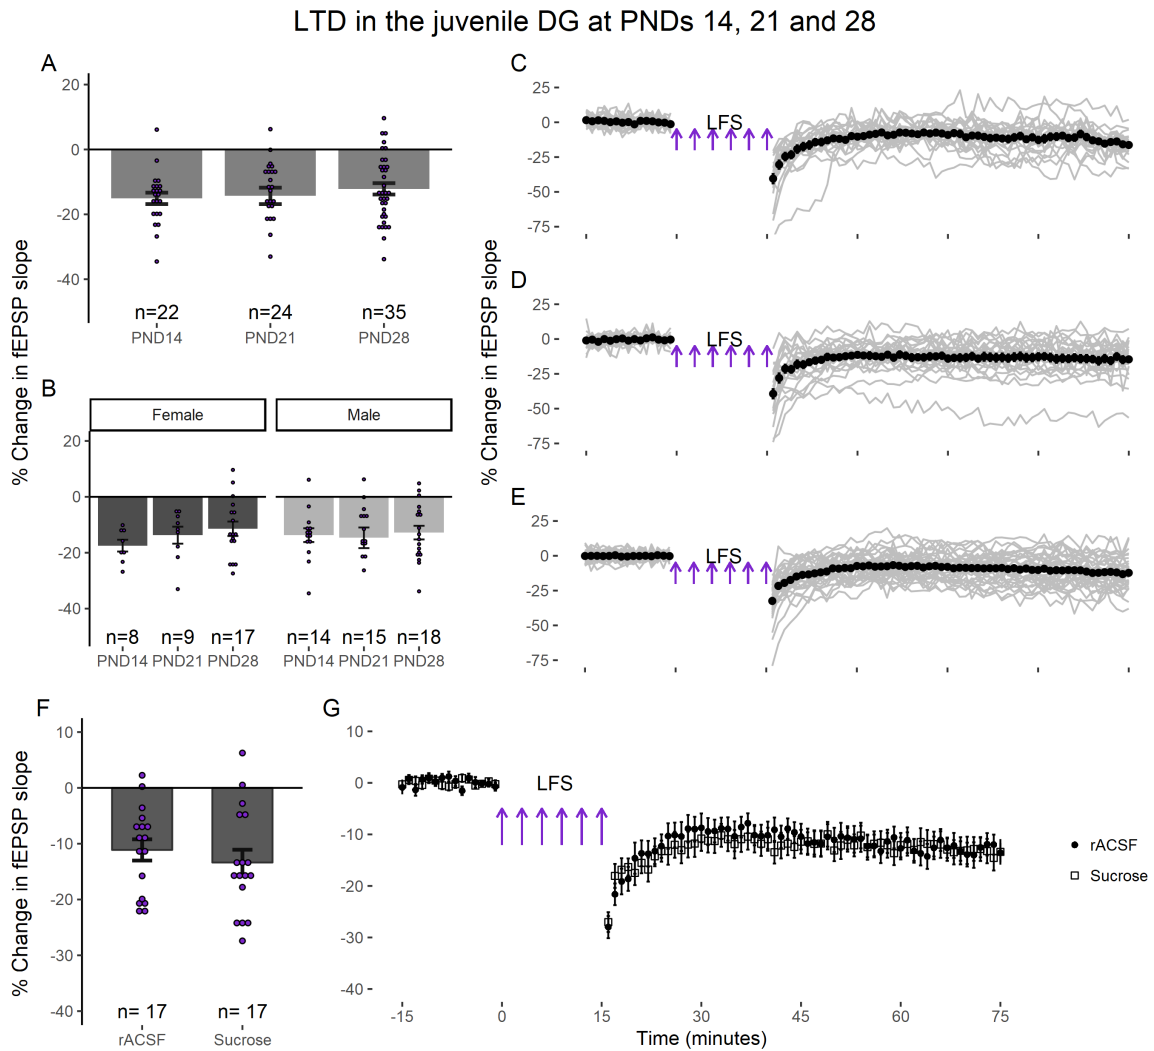 LTD in the juvenile DG at PNDs 14, 21 and 28
A
% Change in fEPSP slope
20
0
-20
-40
n=22 n=24 n=35
PND14 PND21 PND28
B
Female Male
20
0
-20
-40
n=8 n=9 n=17 n=14 n=15 n=18
PND14 PND21 PND28 PND14 PND21 PND28
C
% Change in fEPSP slope
25
0
-25
-50
-75
LFS
D
25
0
-25
-50
-75
LFS
E
25
0
-25
-50
-75
LFS
F
% Change in fEPSP slope
10
0
-10
-20
-30
-40
n= 17 n= 17
rACSF Sucrose
G
10
0
-10
-20
-30
-40
LFS
rACSF
Sucrose
-15 0 15 30 45 60 75
Time (minutes)